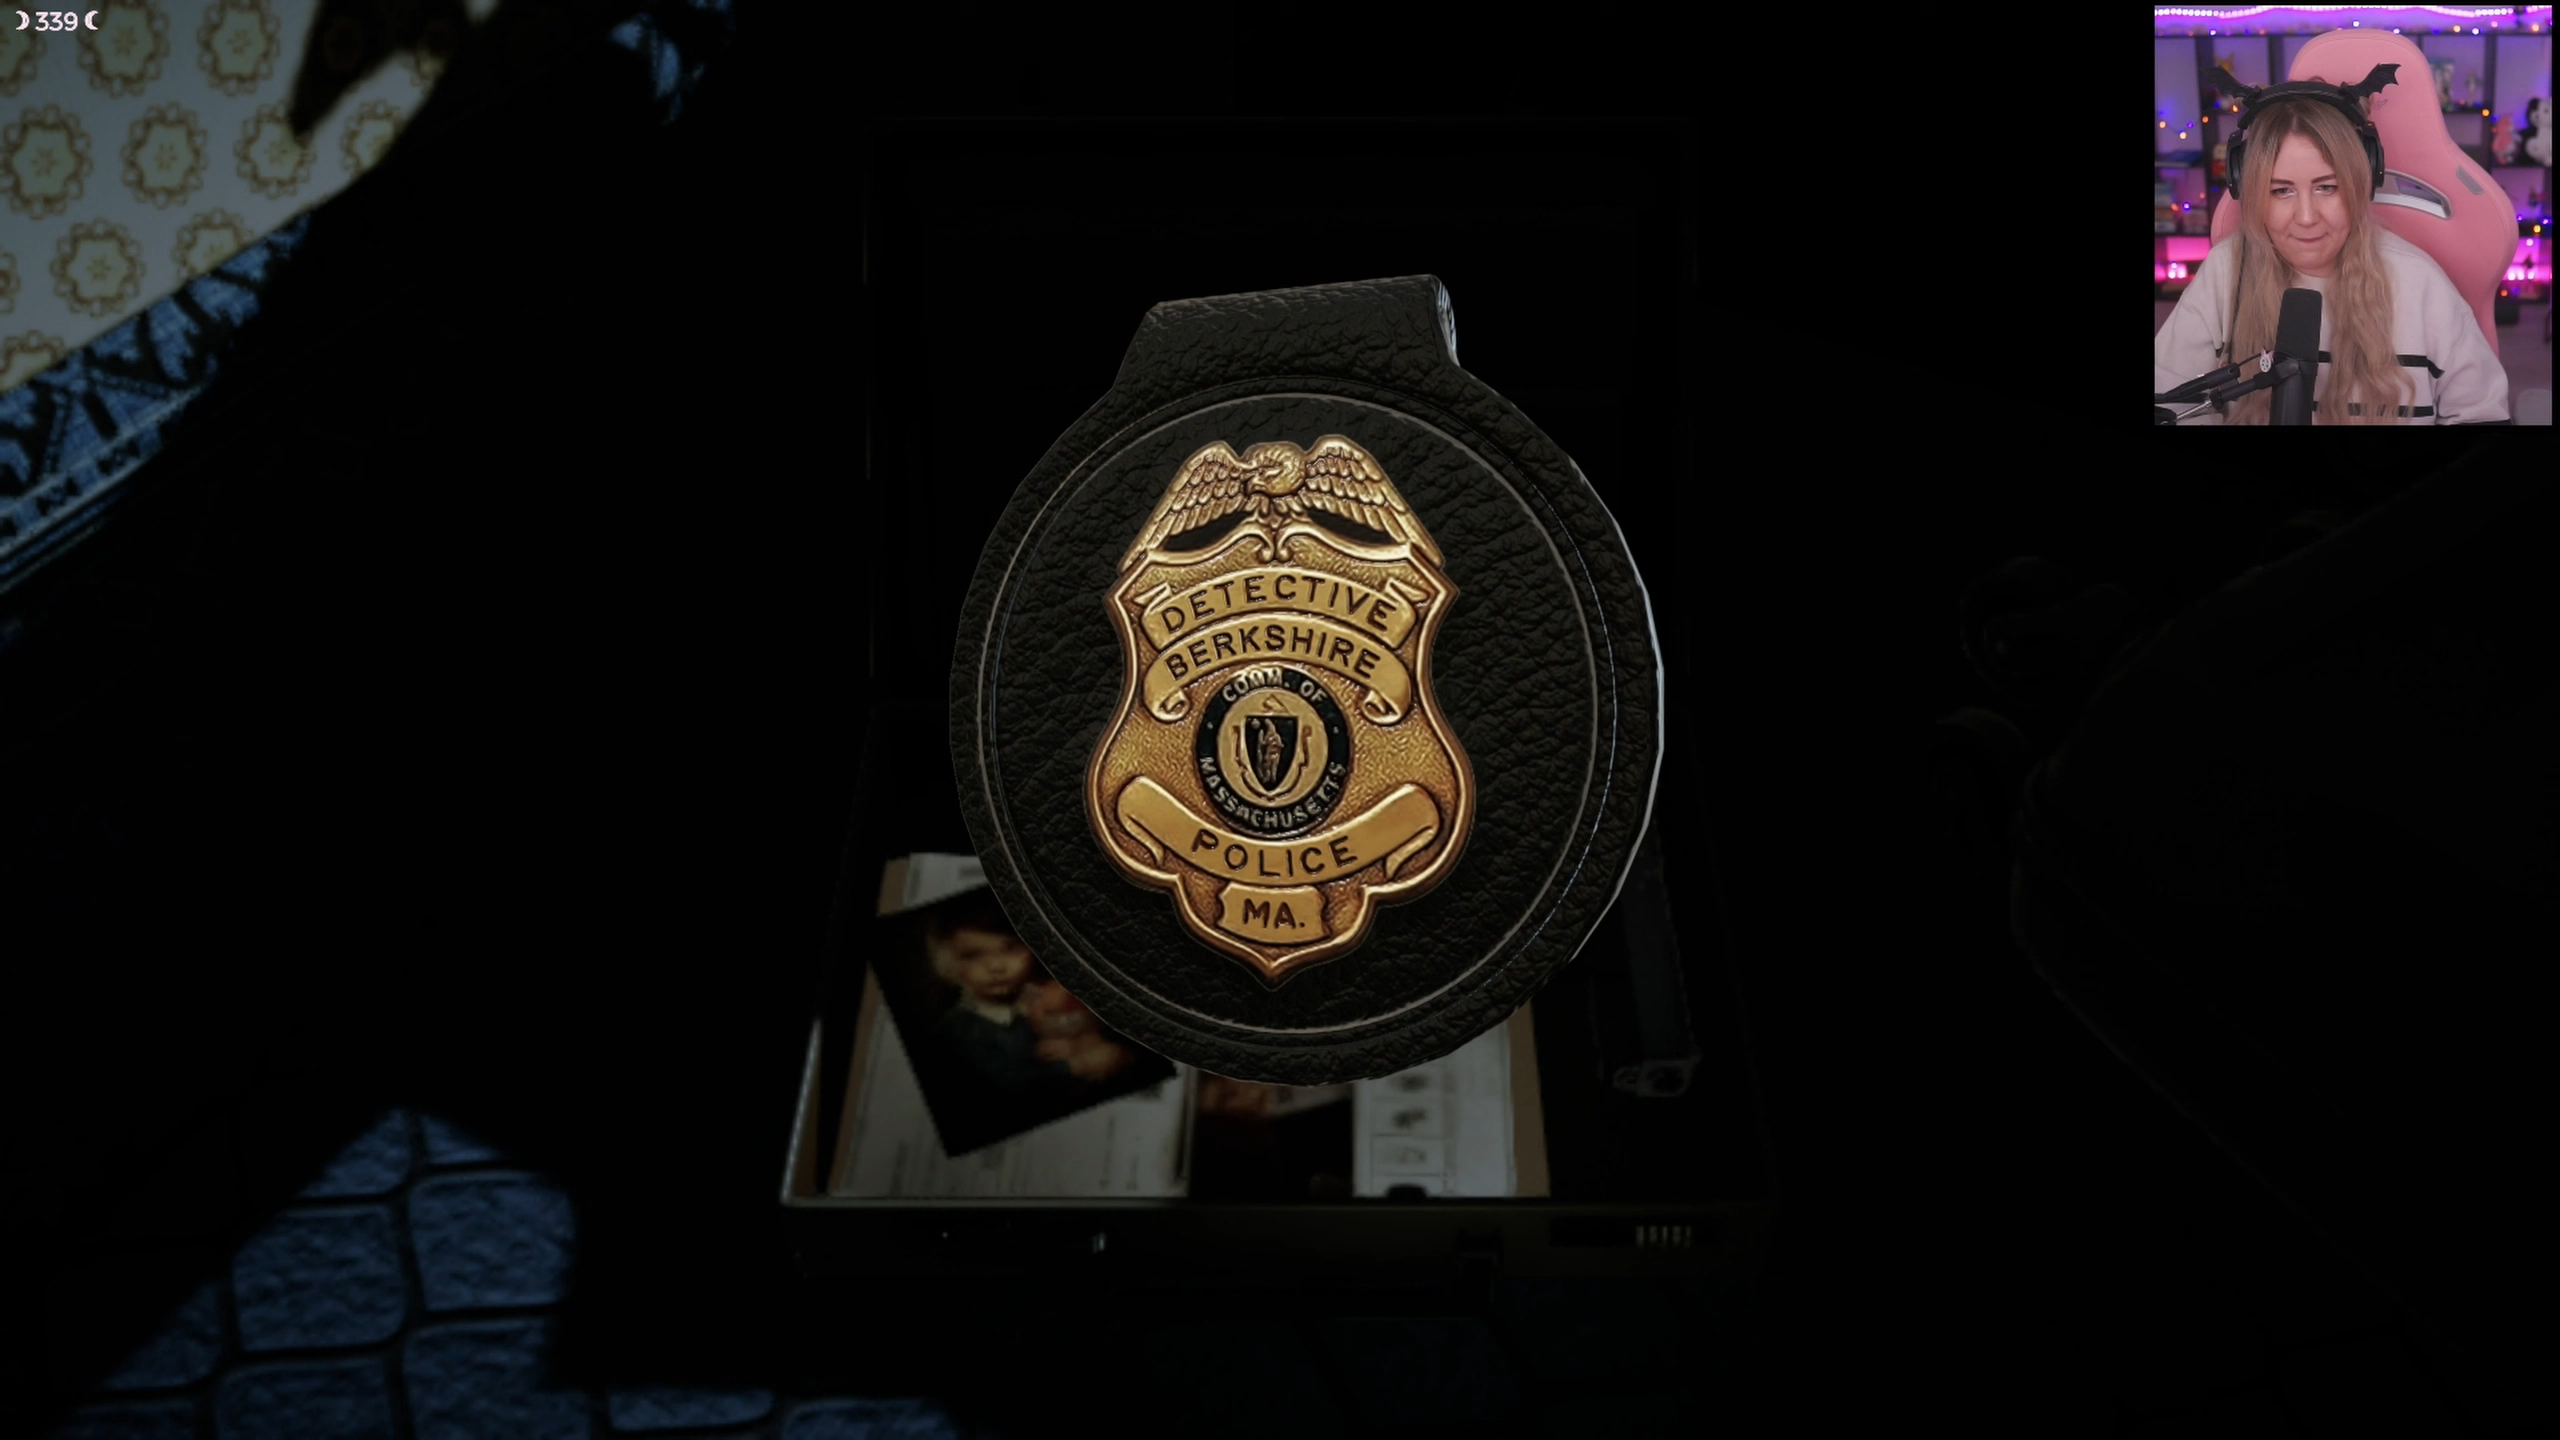 339
DETECTIVE
BERKSHIRE
COMM. OF
MASSACHUSETTS
POLICE
MA.